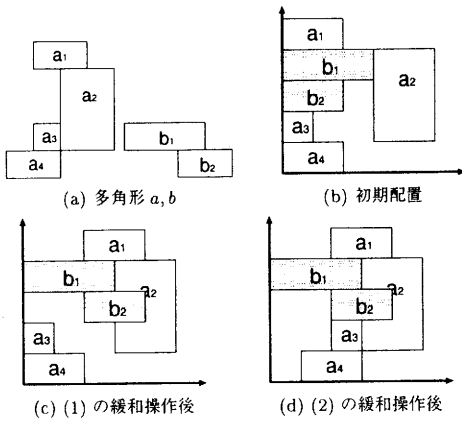 a1
a2
a3
a4
b1
b2
(a) 多角形 a, b
a1
b1
a2
b2
a3
a4
(b) 初期配置
a1
b1
a2
b2
a3
a4
(c) (1) の緩和操作後
a1
b1
a2
b2
a3
a4
(d) (2) の緩和操作後